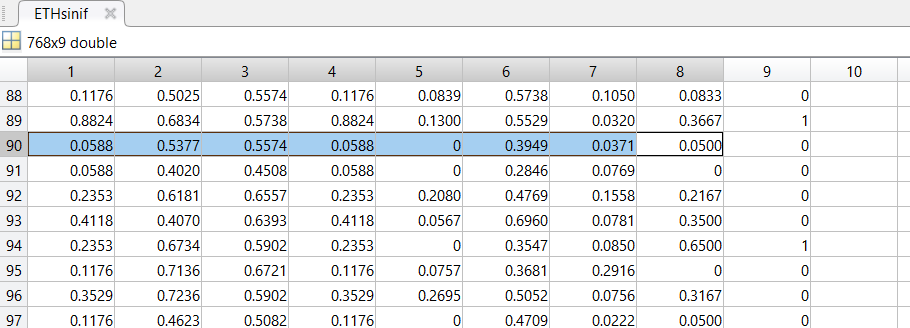 ETHsinif
768x9 double
1 2 3 4 5 6 7 8 9 10
88 0.1176 0.5025 0.5574 0.1176 0.0839 0.5738 0.1050 0.0833 0
89 0.8824 0.6834 0.5738 0.8824 0.1300 0.5529 0.0320 0.3667 1
90 0.0588 0.5377 0.5574 0.0588 0 0.3949 0.0371 0.0500 0
91 0.0588 0.4020 0.4508 0.0588 0 0.2846 0.0769 0 0
92 0.2353 0.6181 0.6557 0.2353 0.2080 0.4769 0.1558 0.2167 0
93 0.4118 0.4070 0.6393 0.4118 0.0567 0.6960 0.0781 0.3500 0
94 0.2353 0.6734 0.5902 0.2353 0 0.3547 0.0850 0.6500 1
95 0.1176 0.7136 0.6721 0.1176 0.0757 0.3681 0.2916 0 0
96 0.3529 0.7236 0.5902 0.3529 0.2695 0.5052 0.0756 0.3167 0
97 0.1176 0.4623 0.5082 0.1176 0 0.4709 0.0222 0.0500 0